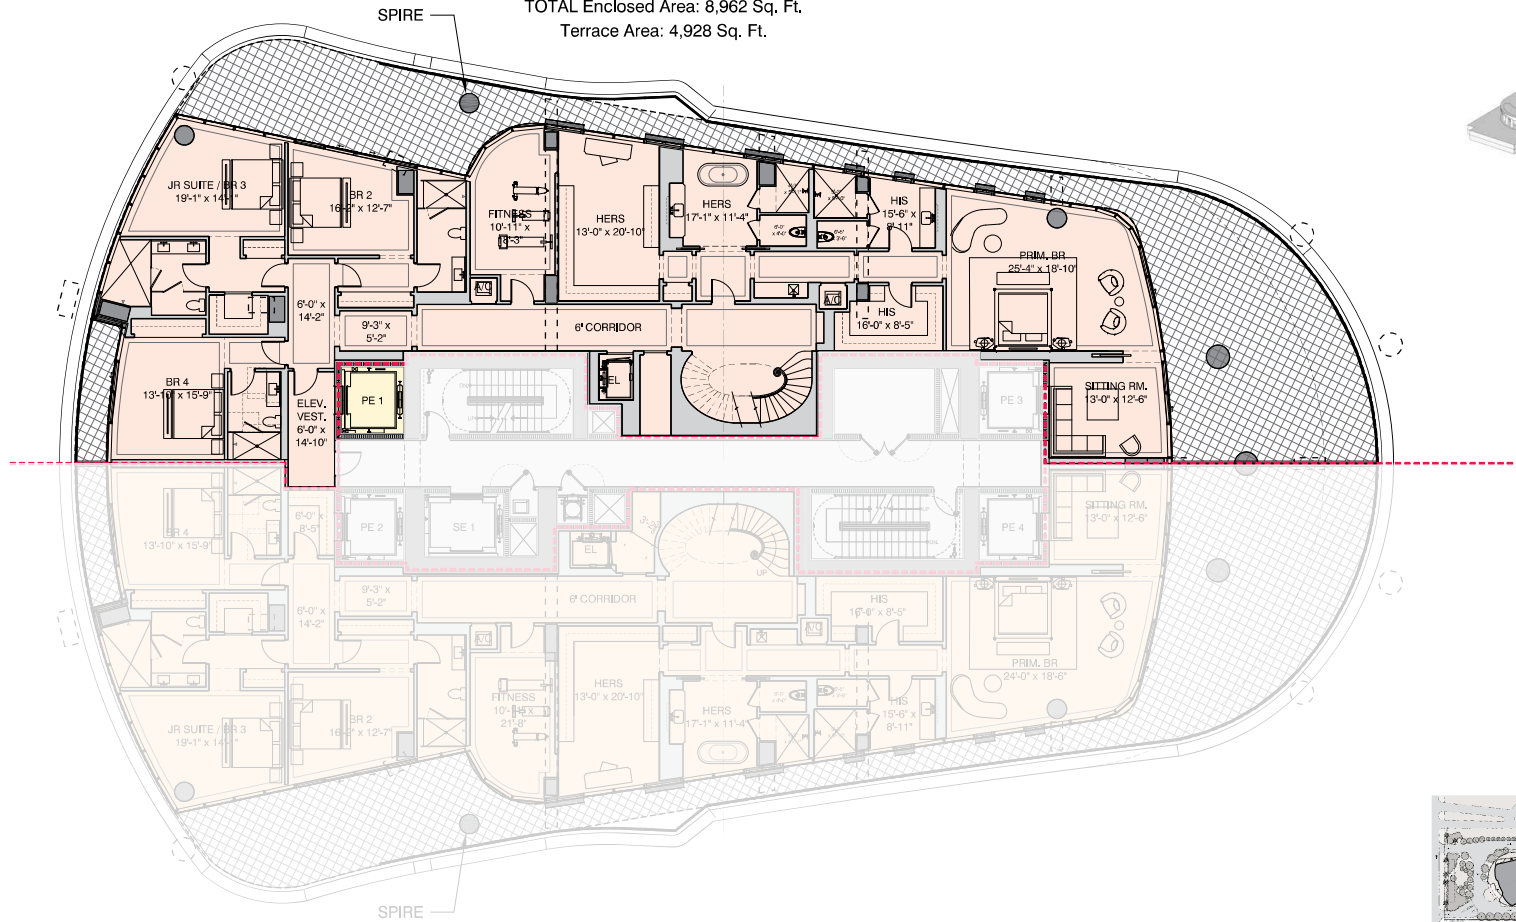 TOTAL Enclosed Area: 8,962 Sq. Ft.
Terrace Area: 4,928 Sq. Ft.
SPIRE
JR SUITE / BR 3
BR 2
16'-2" x 12'-7"
FITNESS
10'-11" x
18'-3"
HERS
13'-0" x 20'-10"
HERS
17'-1" x 11'-4"
HIS
15'-6" x
8'-11"
PRIM. BR
25'-4" x 18'-10"
A/C
A/C
6'-0" x
14'-2"
9'-3" x
5'-2"
6' CORRIDOR
HIS
16'-0" x 8'-5"
BR 4
13'-10" x 15'-9"
ELEV.
VEST.
6'-0" x
14'-10"
PE 1
EL
PE 3
SITTING RM.
13'-0" x 12'-6"
BR 4
13'-10" x 15'-9"
6'-0" x
8'-5"
PE 2
SE 1
EL
UP
PE 4
SITTING RM.
13'-0" x 12'-6"
6'-0" x
14'-2"
9'-3" x
5'-2"
6' CORRIDOR
HIS
16'-0" x 8'-5"
A/C
A/C
JR SUITE / BR 3
BR 2
16'-2" x 12'-7"
FITNESS
21'-8"
HERS
13'-0" x 20'-10"
HERS
17'-1" x 11'-4"
HIS
15'-6" x
8'-11"
PRIM. BR
24'-0" x 18'-6"
SPIRE